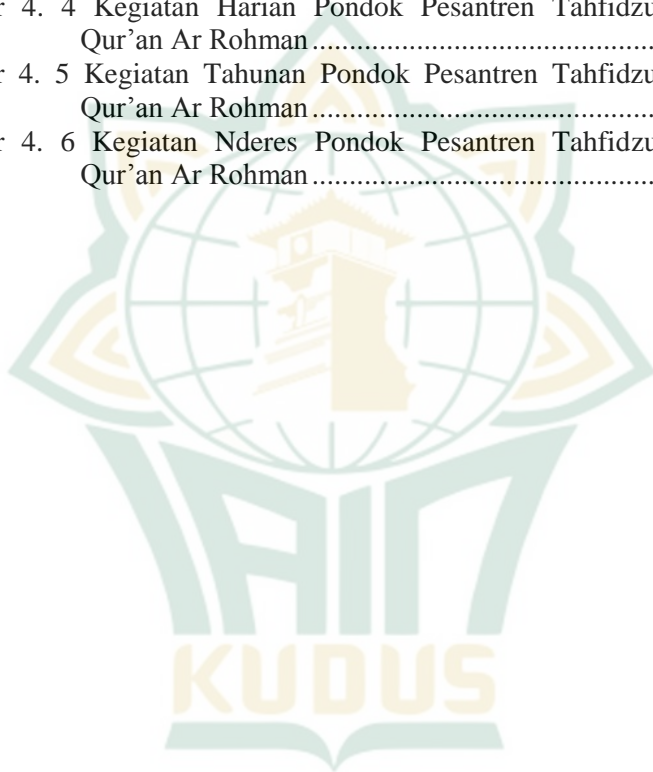 r 4. 4 Kegiatan Harian Pondok Pesantren Tahfidzu
Qur'an Ar Rohman..............................................
r 4. 5 Kegiatan Tahunan Pondok Pesantren Tahfidzu
Qur'an Ar Rohman..............................................
r 4. 6 Kegiatan Nderes Pondok Pesantren Tahfidzu
Qur'an Ar Rohman..............................................
IAIN
KUDUS